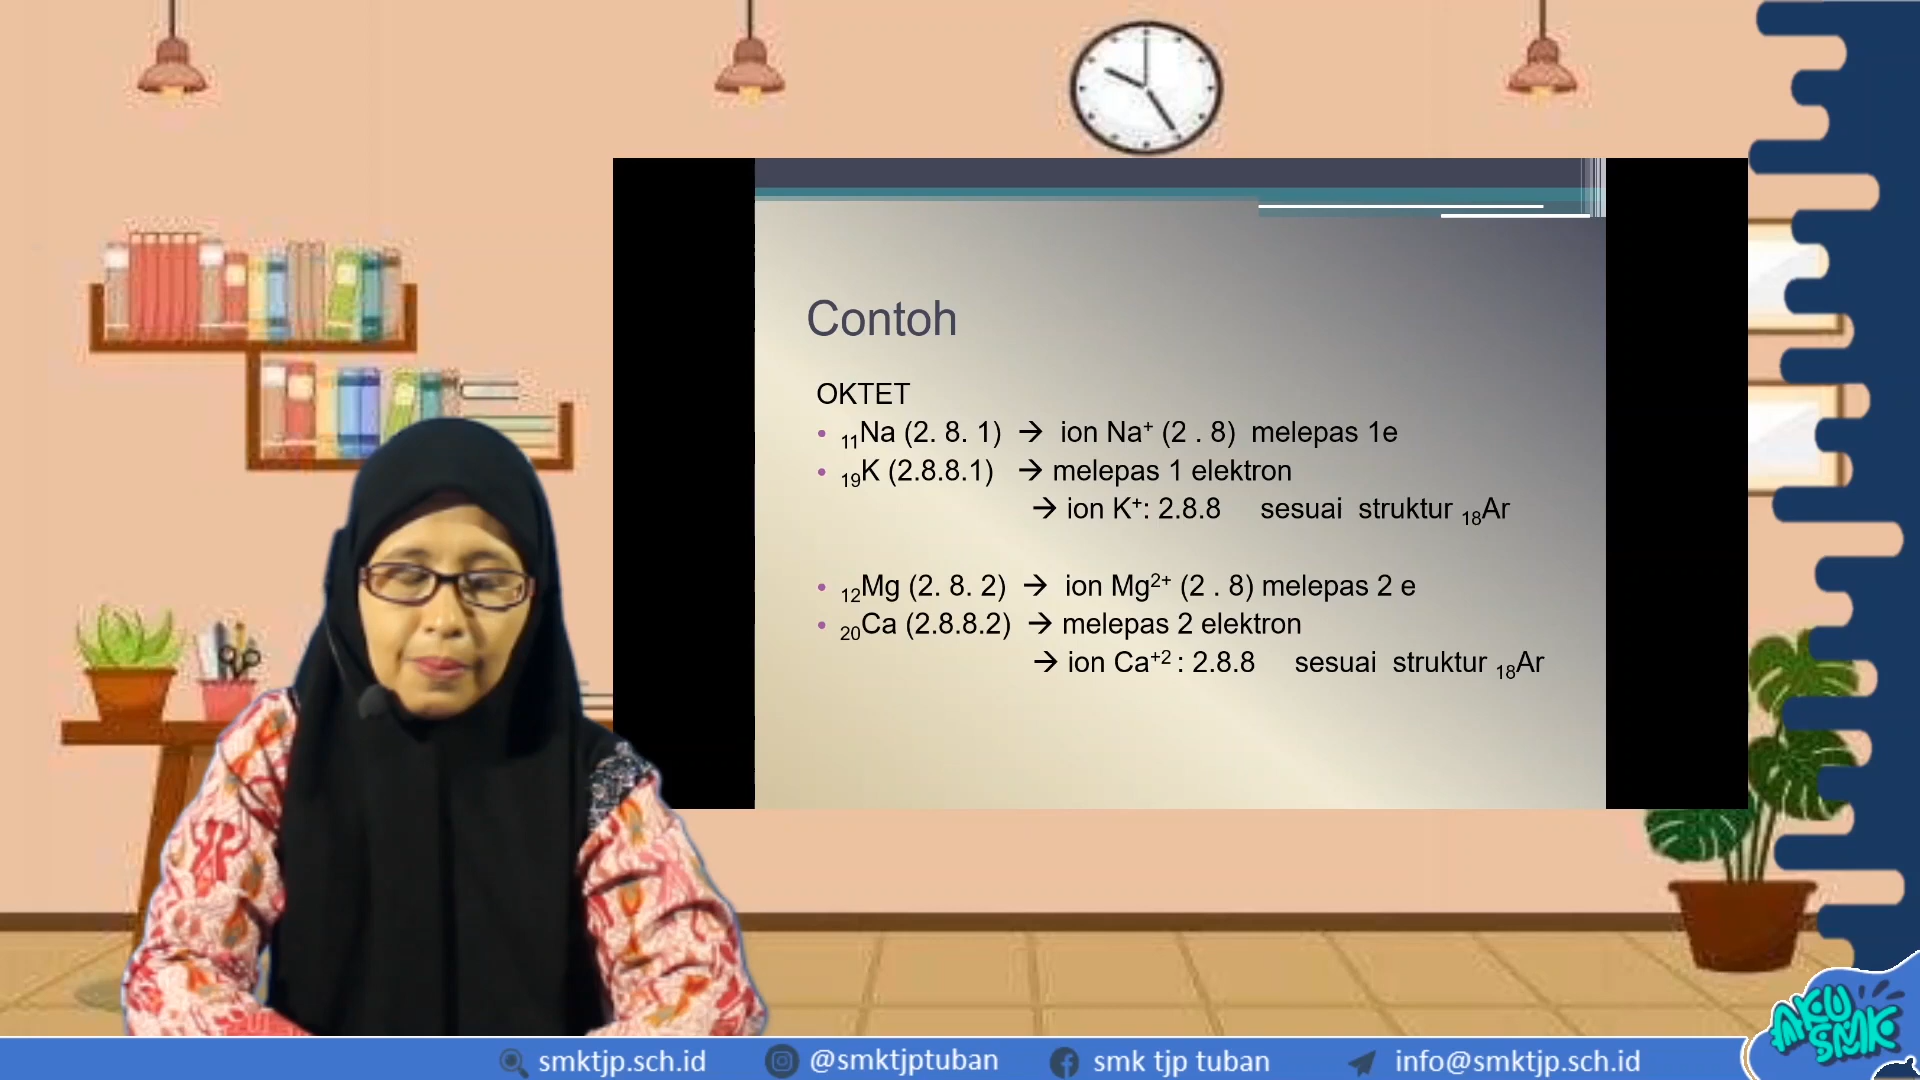 Contoh
OKTET
• ₁₁Na (2. 8. 1) → ion Na⁺ (2 . 8) melepas 1e
• ₁₉K (2.8.8.1) → melepas 1 elektron
→ ion K⁺: 2.8.8 sesuai struktur ₁₈Ar
• ₁₂Mg (2. 8. 2) → ion Mg²⁺ (2 . 8) melepas 2 e
• ₂₀Ca (2.8.8.2) → melepas 2 elektron
→ ion Ca⁺² : 2.8.8 sesuai struktur ₁₈Ar
AKU
SMK
smktjp.sch.id @smktjptuban smk tjp tuban info@smktjp.sch.id